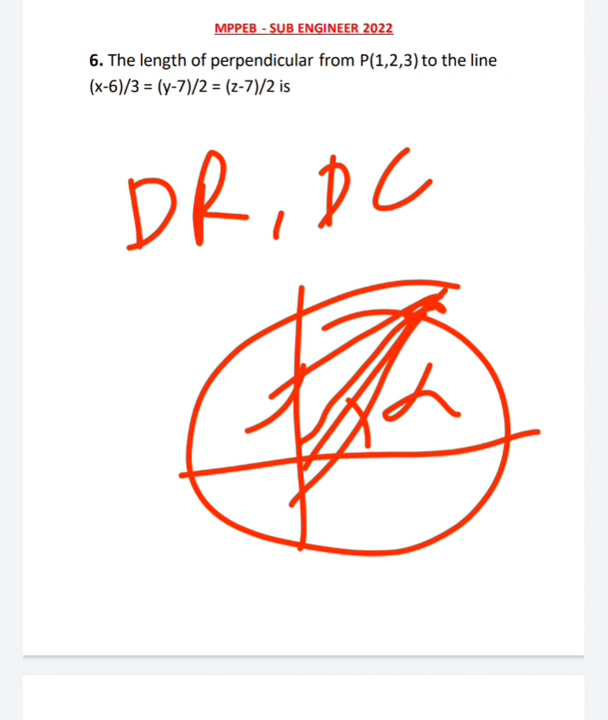 MPPEB - SUB ENGINEER 2022
6. The length of perpendicular from P(1,2,3) to the line
(x-6)/3 = (y-7)/2 = (z-7)/2 is
DR, DC